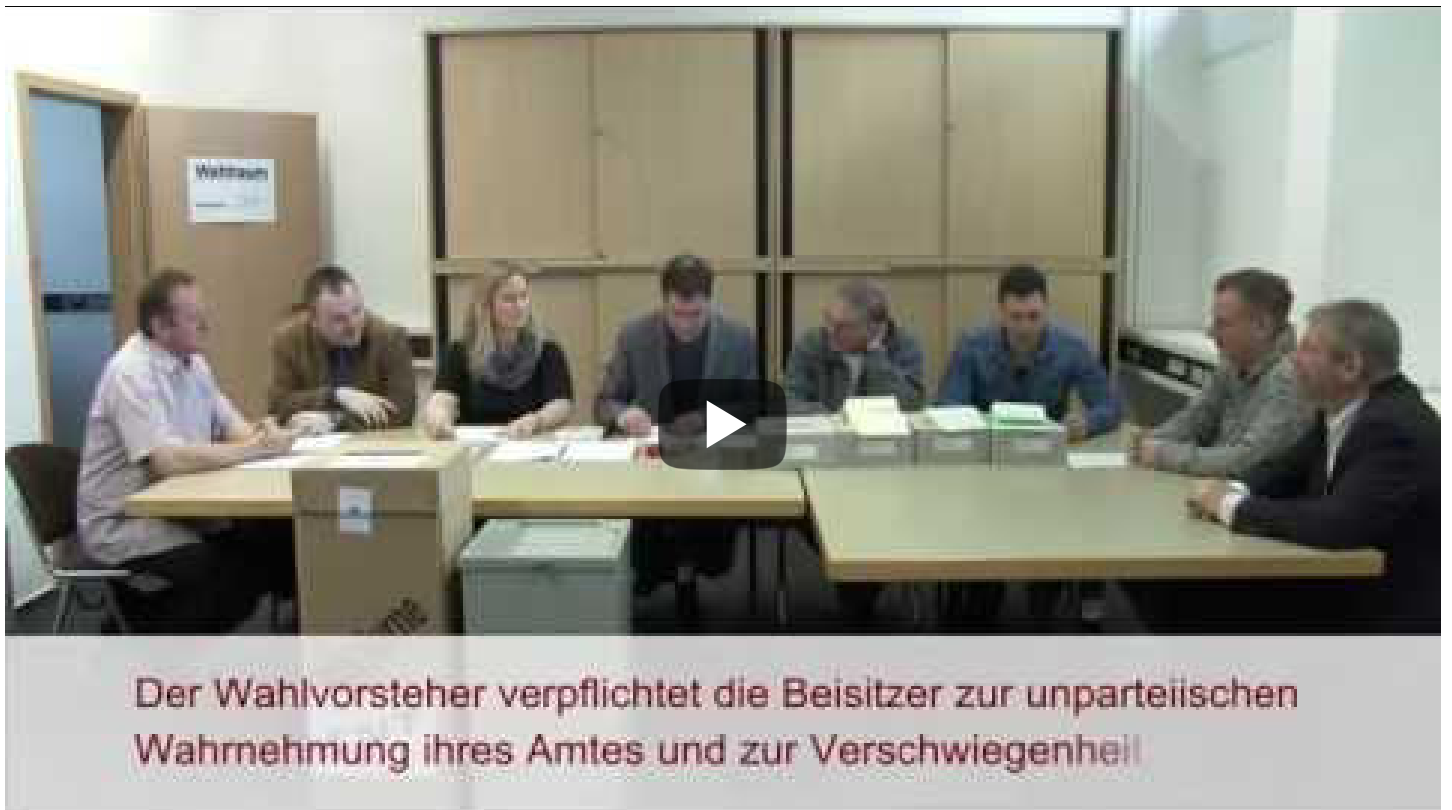 Wahlraum
Der Wahlvorsteher verpflichtet die Beisitzer zur unparteiischen
Wahrnehmung ihres Amtes und zur Verschwiegenheit